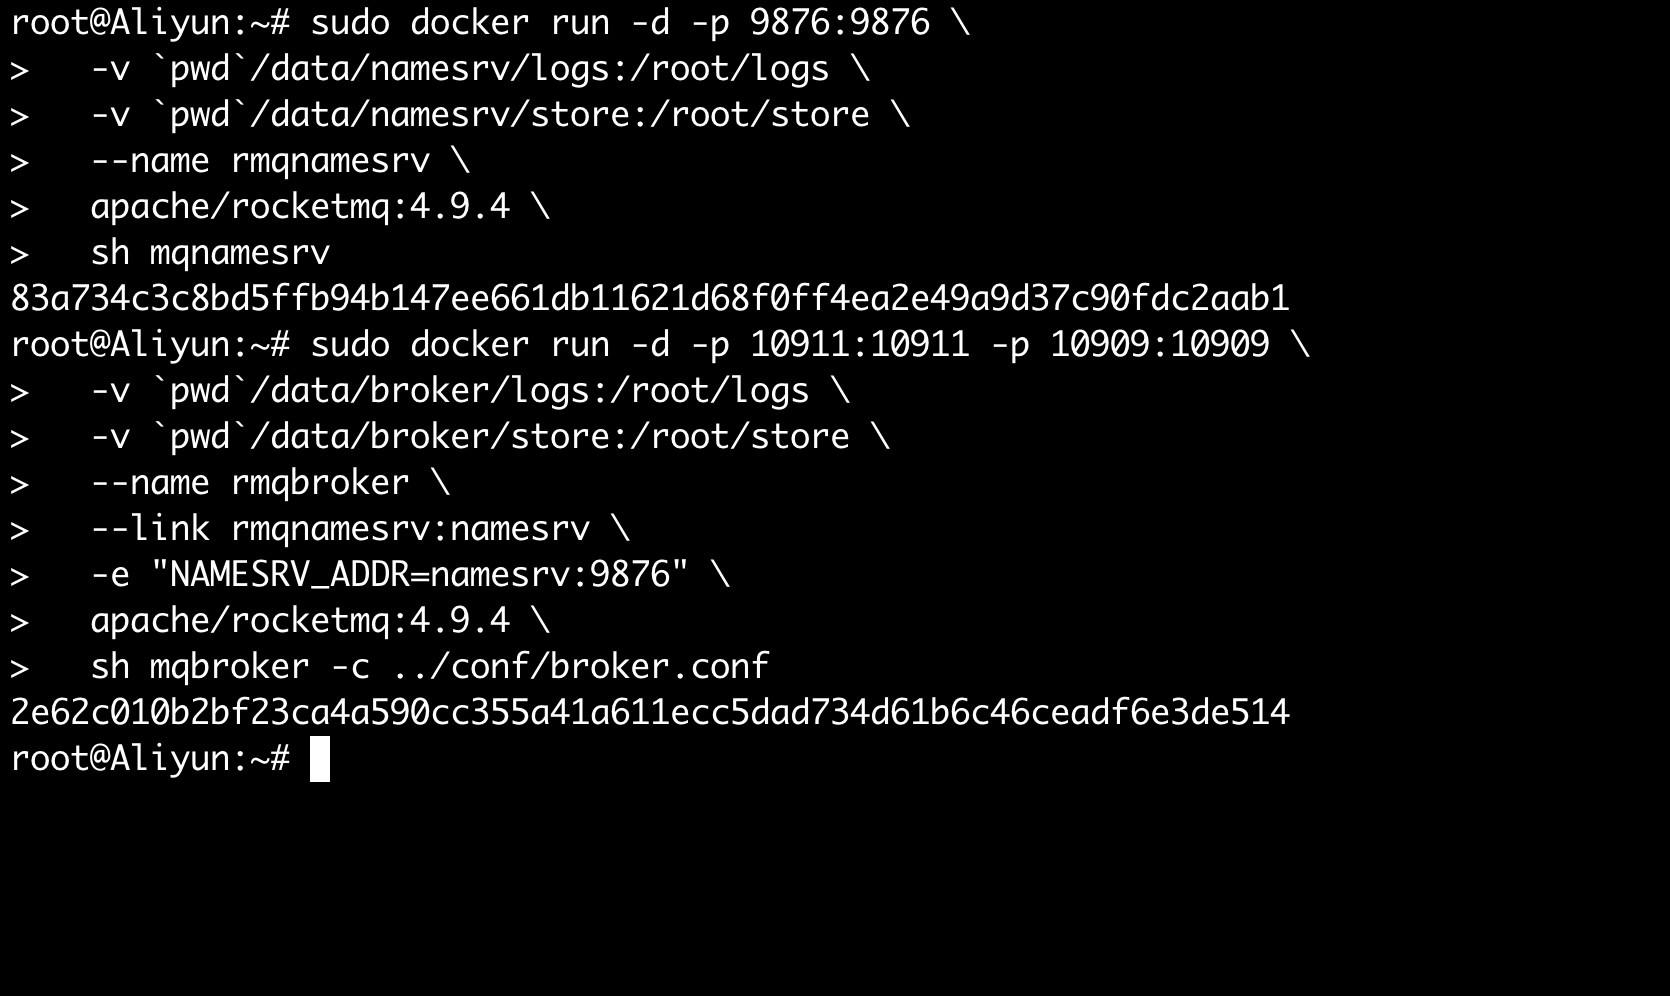 root@Aliyun:~# sudo docker run -d -p 9876:9876 \
>   -v `pwd`/data/namesrv/logs:/root/logs \
>   -v `pwd`/data/namesrv/store:/root/store \
>   --name rmqnamesrv \
>   apache/rocketmq:4.9.4 \
>   sh mqnamesrv
83a734c3c8bd5ffb94b147ee661db11621d68f0ff4ea2e49a9d37c90fdc2aab1
root@Aliyun:~# sudo docker run -d -p 10911:10911 -p 10909:10909 \
>   -v `pwd`/data/broker/logs:/root/logs \
>   -v `pwd`/data/broker/store:/root/store \
>   --name rmqbroker \
>   --link rmqnamesrv:namesrv \
>   -e "NAMESRV_ADDR=namesrv:9876" \
>   apache/rocketmq:4.9.4 \
>   sh mqbroker -c ../conf/broker.conf
2e62c010b2bf23ca4a590cc355a41a611ecc5dad734d61b6c46ceadf6e3de514
root@Aliyun:~#